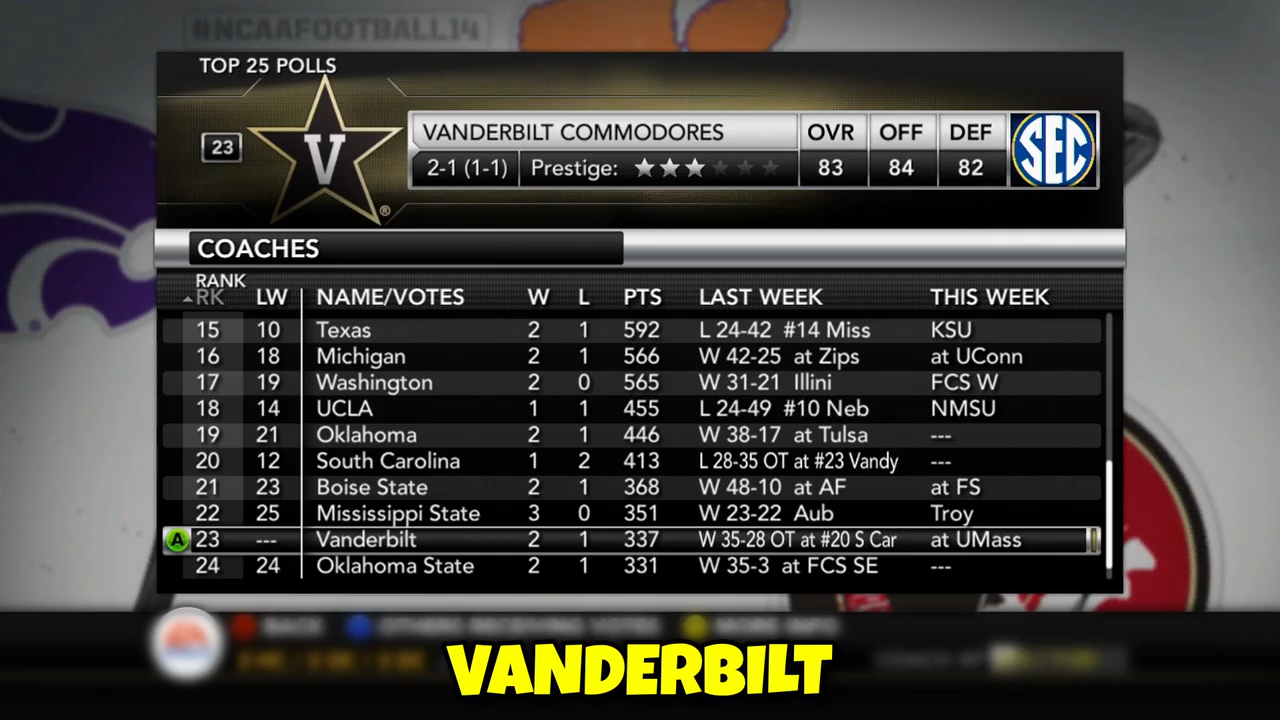 #NCAAFOOTBALL14
TOP 25 POLLS
23
V
®
VANDERBILT COMMODORES OVR OFF DEF
2-1 (1-1) Prestige: 83 84 82
SEC
COACHES
RANK
RK LW NAME/VOTES W L PTS LAST WEEK THIS WEEK
15 10 Texas 2 1 592 L 24-42 #14 Miss KSU
16 18 Michigan 2 1 566 W 42-25 at Zips at UConn
17 19 Washington 2 0 565 W 31-21 Illini FCS W
18 14 UCLA 1 1 455 L 24-49 #10 Neb NMSU
19 21 Oklahoma 2 1 446 W 38-17 at Tulsa ---
20 12 South Carolina 1 2 413 L 28-35 OT at #23 Vandy ---
21 23 Boise State 2 1 368 W 48-10 at AF at FS
22 25 Mississippi State 3 0 351 W 23-22 Aub Troy
A 23 --- Vanderbilt 2 1 337 W 35-28 OT at #20 S Car at UMass
24 24 Oklahoma State 2 1 331 W 35-3 at FCS SE ---
BACK OTHERS RECEIVING VOTES MORE INFO
VANDERBILT